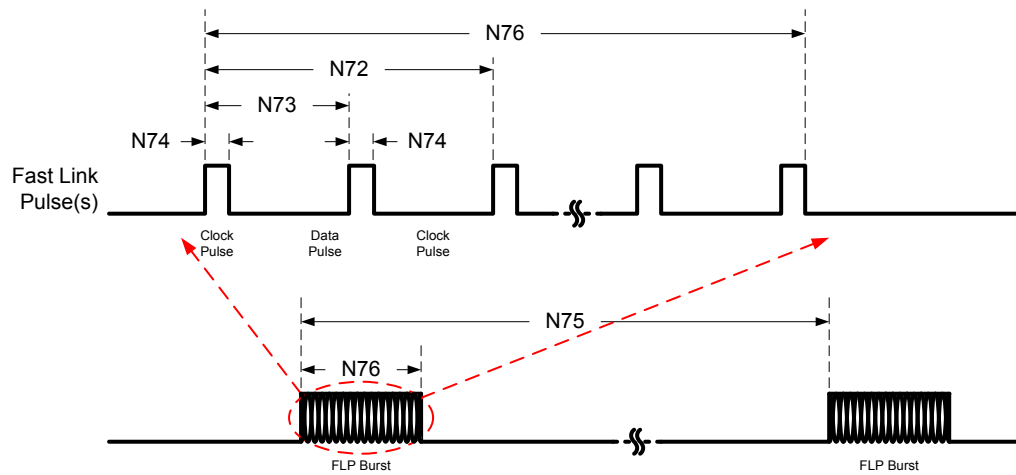 N76
N72
N73
N74
N74
Fast Link
Pulse(s)
Clock
Pulse
Data
Pulse
Clock
Pulse
N75
N76
FLP Burst
FLP Burst